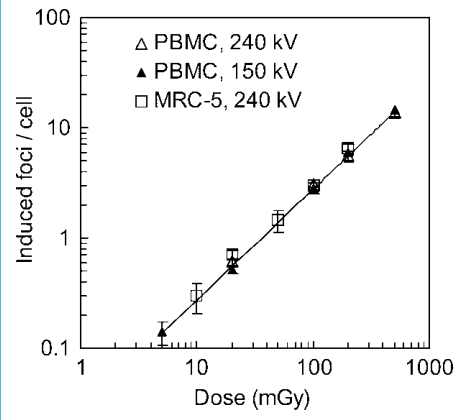 100
PBMC, 240 kV
PBMC, 150 kV
MRC-5, 240 kV
10
1
0.1
Induced foci / cell
1 10 100 1000
Dose (mGy)